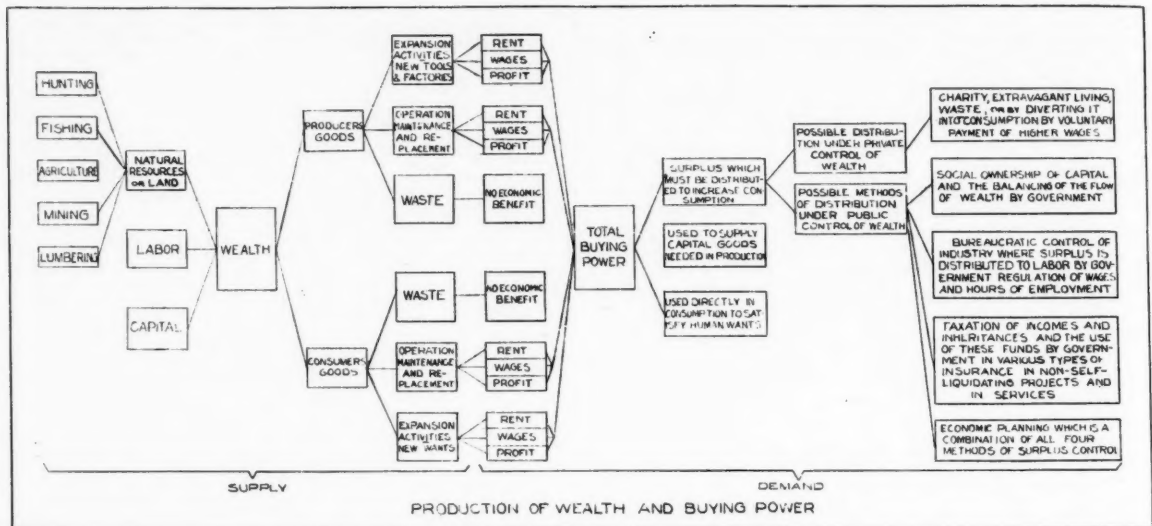 HUNTING
FISHING
AGRICULTURE
MINING
LUMBERING
NATURAL
RESOURCES
OR LAND
LABOR
CAPITAL
WEALTH
PRODUCERS
GOODS
CONSUMERS
GOODS
EXPANSION
ACTIVITIES
NEW TOOLS
& FACTORIES
OPERATION
MAINTENANCE
AND RE-
PLACEMENT
WASTE
WASTE
OPERATION
MAINTENANCE
AND RE-
PLACEMENT
EXPANSION
ACTIVITIES
NEW WANTS
RENT
WAGES
PROFIT
RENT
WAGES
PROFIT
NO ECONOMIC
BENEFIT
NO ECONOMIC
BENEFIT
RENT
WAGES
PROFIT
RENT
WAGES
PROFIT
TOTAL
BUYING
POWER
SURPLUS WHICH
MUST BE DISTRIBUT-
ED TO INCREASE CON-
SUMPTION
USED TO SUPPLY
CAPITAL GOODS
NEEDED IN PRODUCTION
USED DIRECTLY IN
CONSUMPTION TO SAT-
ISFY HUMAN WANTS
POSSIBLE DISTRIBU-
TION UNDER PRIVATE
CONTROL OF
WEALTH
POSSIBLE METHODS
OF DISTRIBUTION
UNDER PUBLIC
CONTROL OF WEALTH
CHARITY, EXTRAVAGANT LIVING,
WASTE, OR BY DIVERTING IT
INTO CONSUMPTION BY VOLUNTARY
PAYMENT OF HIGHER WAGES
SOCIAL OWNERSHIP OF CAPITAL
AND THE BALANCING OF THE FLOW
OF WEALTH BY GOVERNMENT
BUREAUCRATIC CONTROL OF
INDUSTRY WHERE SURPLUS IS
DISTRIBUTED TO LABOR BY GOV-
ERNMENT REGULATION OF WAGES
AND HOURS OF EMPLOYMENT
TAXATION OF INCOMES AND
INHERITANCES AND THE USE
OF THESE FUNDS BY GOVERN-
MENT IN VARIOUS TYPES OF
INSURANCE IN NON-SELF-
LIQUIDATING PROJECTS AND
IN SERVICES
ECONOMIC PLANNING WHICH IS A
COMBINATION OF ALL FOUR
METHODS OF SURPLUS CONTROL
SUPPLY
DEMAND
PRODUCTION OF WEALTH AND BUYING POWER